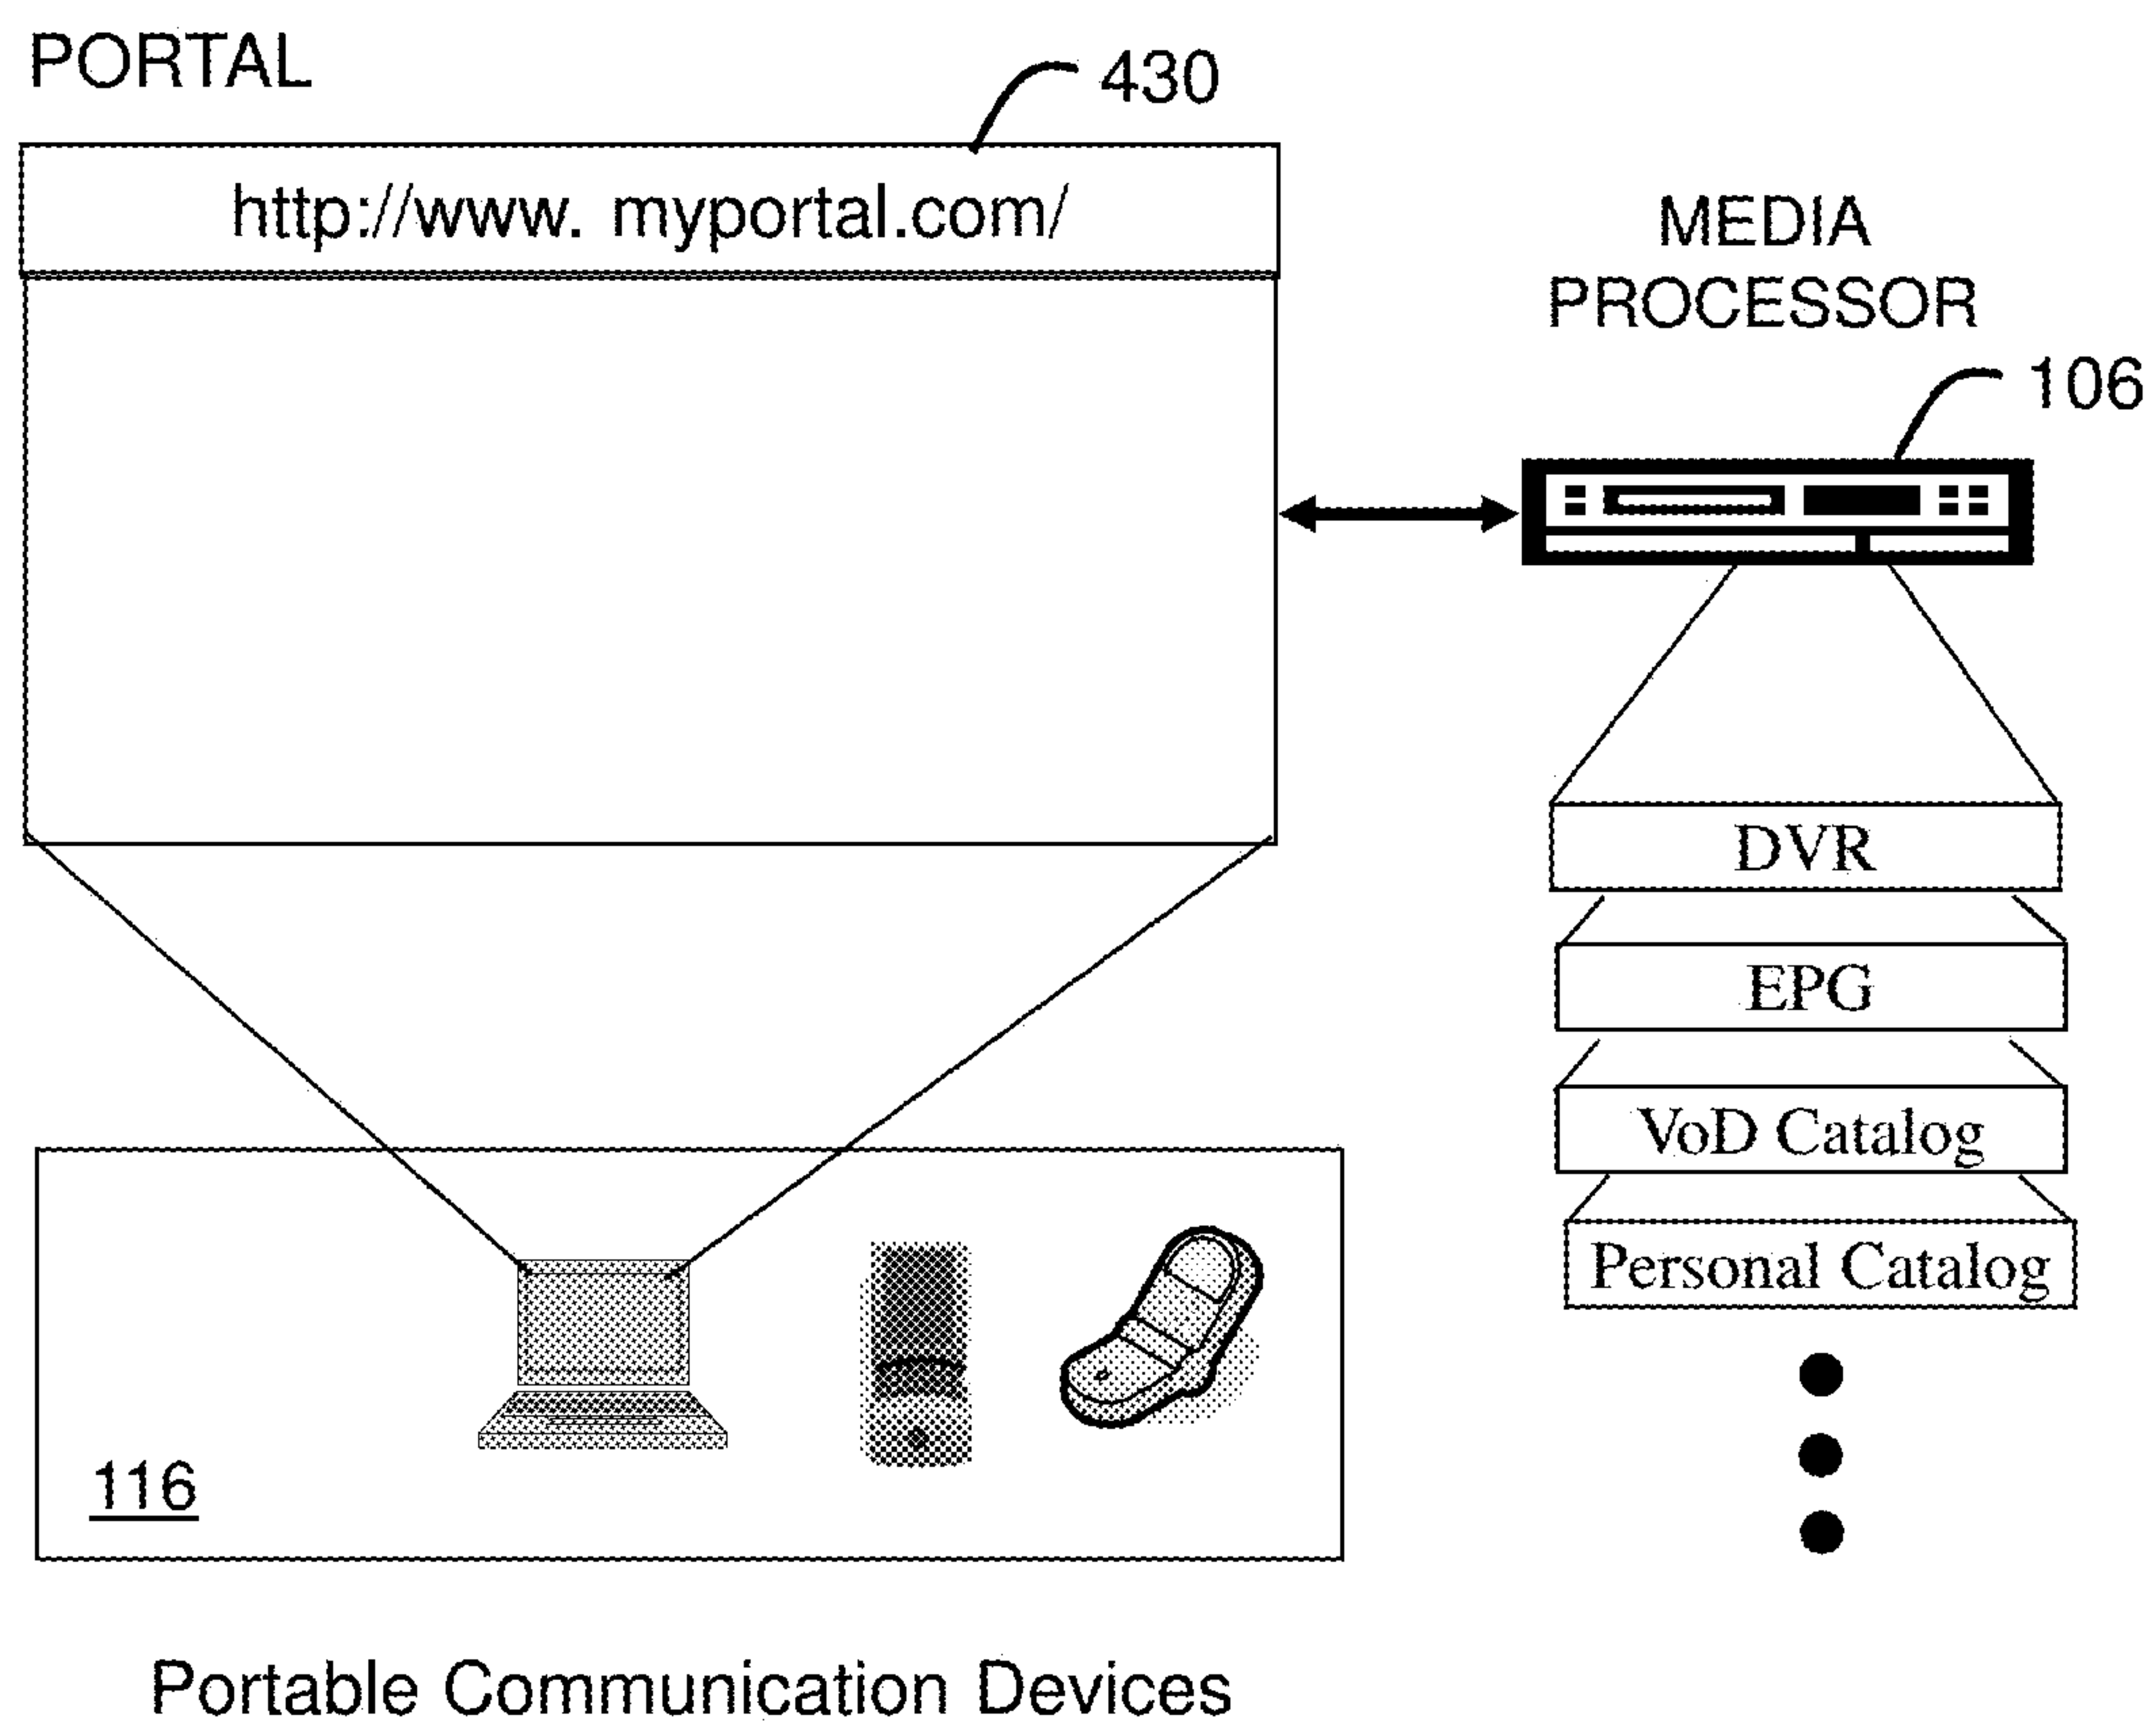 PORTAL
430
http://www. myportal.com/
MEDIA
PROCESSOR
106
DVR
EPG
VoD Catalog
Personal Catalog
116
Portable Communication Devices